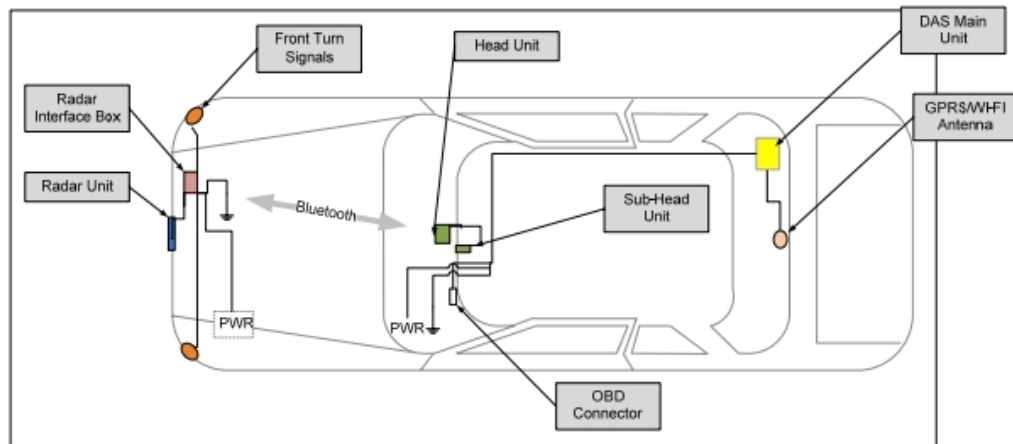 Front Turn
Signals
Head Unit
DAS Main
Unit
Radar
Interface Box
GPRS/WI-FI
Antenna
Radar Unit
Bluetooth
Sub-Head
Unit
PWR
PWR
OBD
Connector